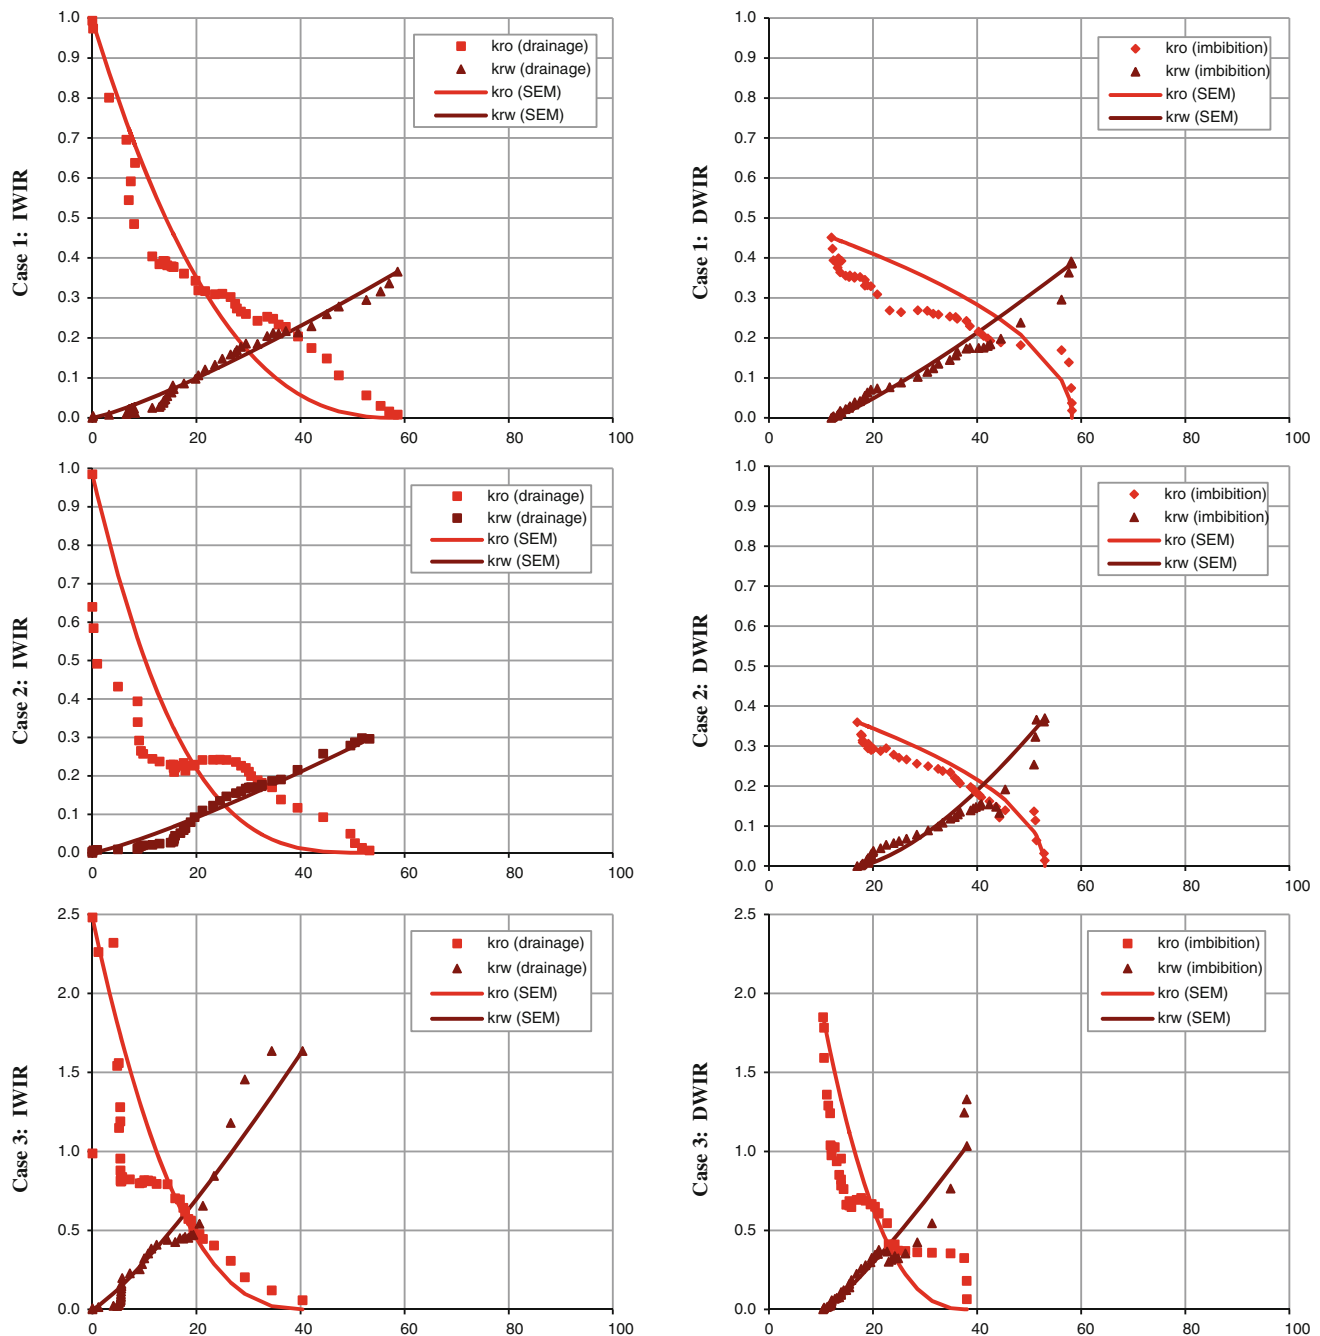 Case 1: IWIR
1.0
0.9
0.8
0.7
0.6
0.5
0.4
0.3
0.2
0.1
0.0
0 20 40 60 80 100
kro (drainage)
krw (drainage)
kro (SEM)
krw (SEM)
Case 1: DWIR
1.0
0.9
0.8
0.7
0.6
0.5
0.4
0.3
0.2
0.1
0.0
0 20 40 60 80 100
kro (imbibition)
krw (imbibition)
kro (SEM)
krw (SEM)
Case 2: IWIR
1.0
0.9
0.8
0.7
0.6
0.5
0.4
0.3
0.2
0.1
0.0
0 20 40 60 80 100
kro (drainage)
krw (drainage)
kro (SEM)
krw (SEM)
Case 2: DWIR
1.0
0.9
0.8
0.7
0.6
0.5
0.4
0.3
0.2
0.1
0.0
0 20 40 60 80 100
kro (imbibition)
krw (imbibition)
kro (SEM)
krw (SEM)
Case 3: IWIR
2.5
2.0
1.5
1.0
0.5
0.0
0 20 40 60 80 100
kro (drainage)
krw (drainage)
kro (SEM)
krw (SEM)
Case 3: DWIR
2.5
2.0
1.5
1.0
0.5
0.0
0 20 40 60 80 100
kro (imbibition)
krw (imbibition)
kro (SEM)
krw (SEM)